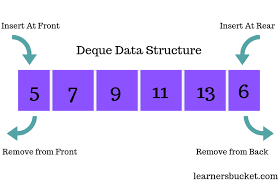 Insert At Front
Insert At Rear
Deque Data Structure
5 7 9 11 13 6
Remove from Front
Remove from Back
learnersbucket.com